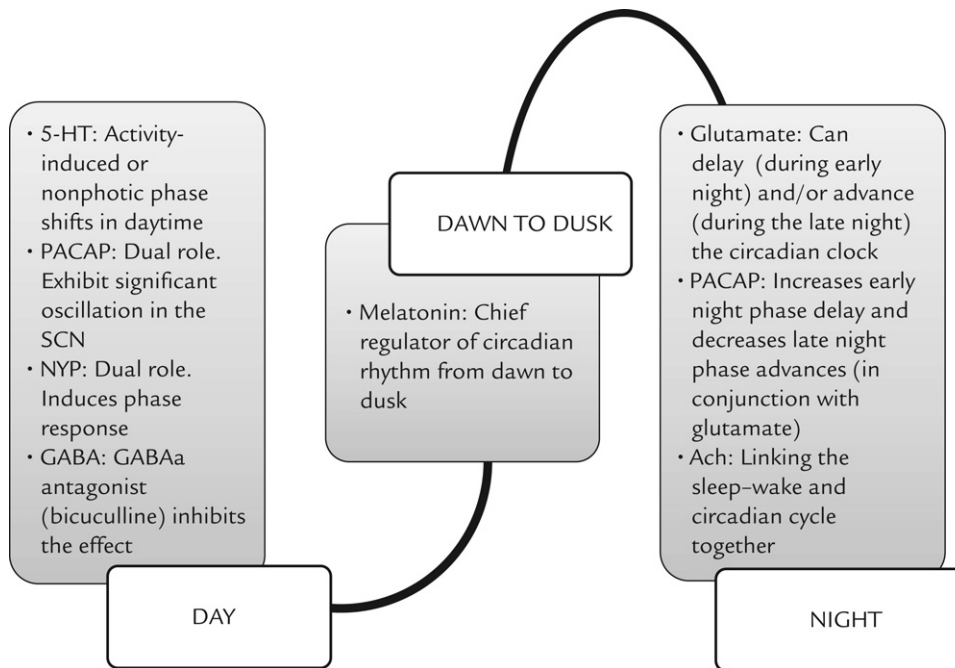 • 5-HT: Activity-
induced or
nonphotic phase
shifts in daytime
• PACAP: Dual role.
Exhibit significant
oscillation in the
SCN
• NYP: Dual role.
Induces phase
response
• GABA: GABAa
antagonist
(bicuculline) inhibits
the effect
DAY
DAWN TO DUSK
• Melatonin: Chief
regulator of circadian
rhythm from dawn to
dusk
• Glutamate: Can
delay (during early
night) and/or advance
(during the late night)
the circadian clock
• PACAP: Increases early
night phase delay and
decreases late night
phase advances (in
conjunction with
glutamate)
• Ach: Linking the
sleep–wake and
circadian cycle
together
NIGHT